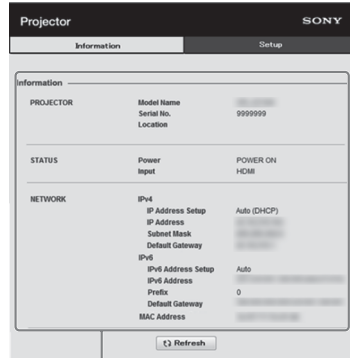 Projector SONY
Information Setup
Information
PROJECTOR Model Name
Serial No. 9999999
Location
STATUS Power POWER ON
Input HDMI
NETWORK IPv4
IP Address Setup Auto (DHCP)
IP Address
Subnet Mask
Default Gateway
IPv6
IPv6 Address Setup Auto
IPv6 Address
Prefix 0
Default Gateway
MAC Address
Refresh